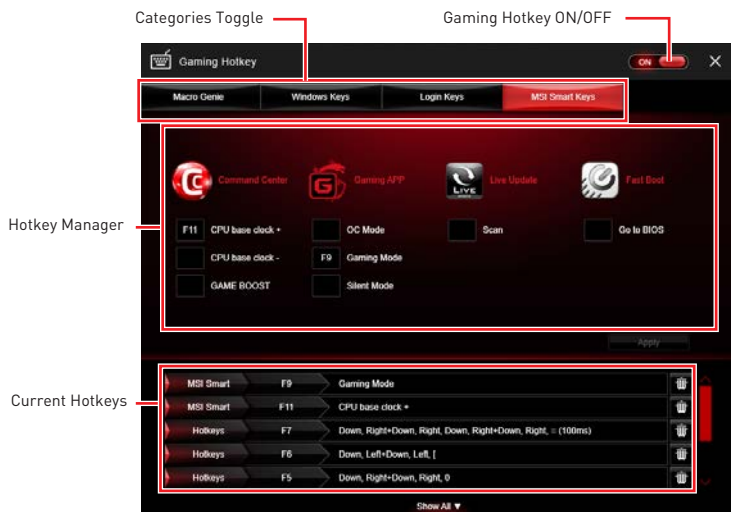 Categories Toggle
Gaming Hotkey ON/OFF
Gaming Hotkey
ON
Macro Genie
Windows Keys
Login Keys
MSI Smart Keys
Command Center
Gaming APP
LIVE
Live Update
Fast Boot
Hotkey Manager
F11 CPU base clock +
OC Mode
Scan
Go to BIOS
CPU base clock -
F9 Gaming Mode
GAME BOOST
Silent Mode
Apply
Current Hotkeys
MSI Smart F9 Gaming Mode
MSI Smart F11 CPU base clock +
Hotkeys F7 Down, Right+Down, Right, Down, Right+Down, Right, = (100ms)
Hotkeys F6 Down, Left+Down, Left, [
Hotkeys F5 Down, Right+Down, Right, 0
Show All ▼